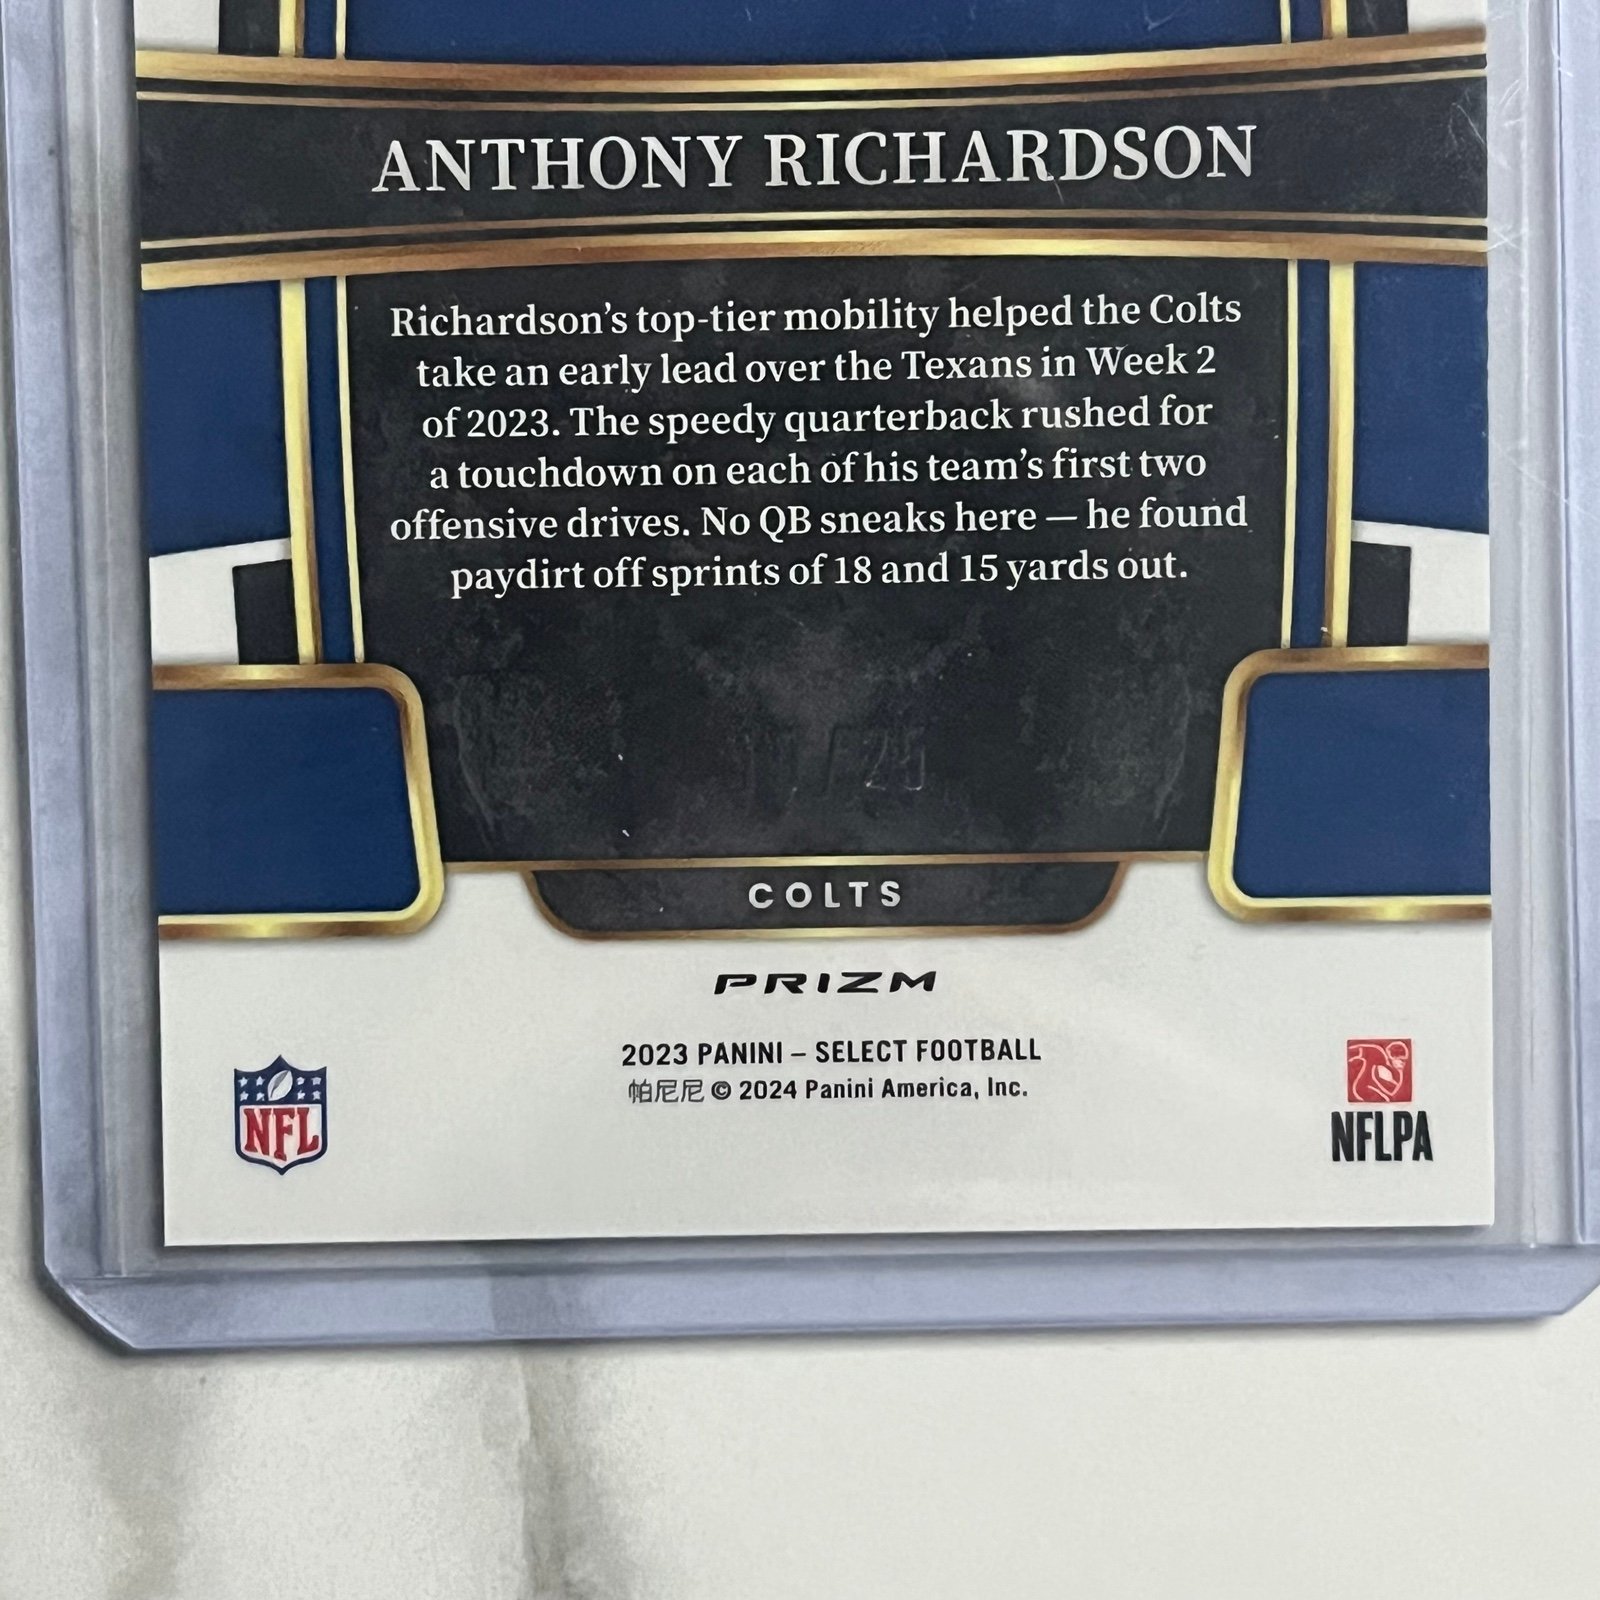 ANTHONY RICHARDSON
Richardson's top-tier mobility helped the Colts
take an early lead over the Texans in Week 2
of 2023. The speedy quarterback rushed for
a touchdown on each of his team's first two
offensive drives. No QB sneaks here — he found
paydirt off sprints of 18 and 15 yards out.
COLTS
PRIZM
2023 PANINI – SELECT FOOTBALL
帕尼尼 © 2024 Panini America, Inc.
NFL
NFLPA